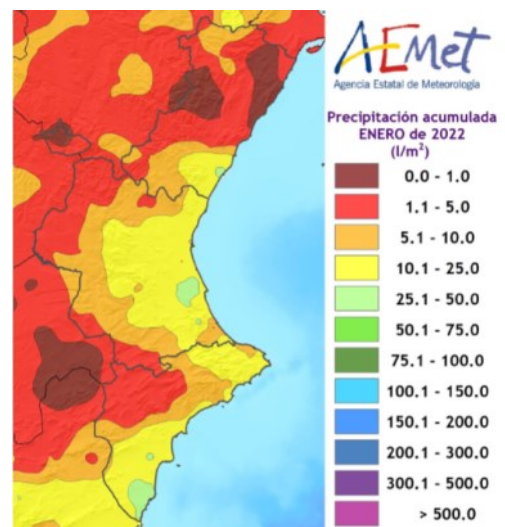 AEMet
Agencia Estatal de Meteorología
Precipitación acumulada
ENERO de 2022
(l/m²)
0.0 - 1.0
1.1 - 5.0
5.1 - 10.0
10.1 - 25.0
25.1 - 50.0
50.1 - 75.0
75.1 - 100.0
100.1 - 150.0
150.1 - 200.0
200.1 - 300.0
300.1 - 500.0
> 500.0